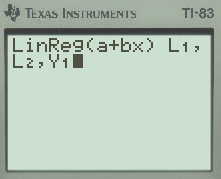 TEXAS INSTRUMENTS TI-83
LinReg(a+bx) L₁,
L₂,Y₁